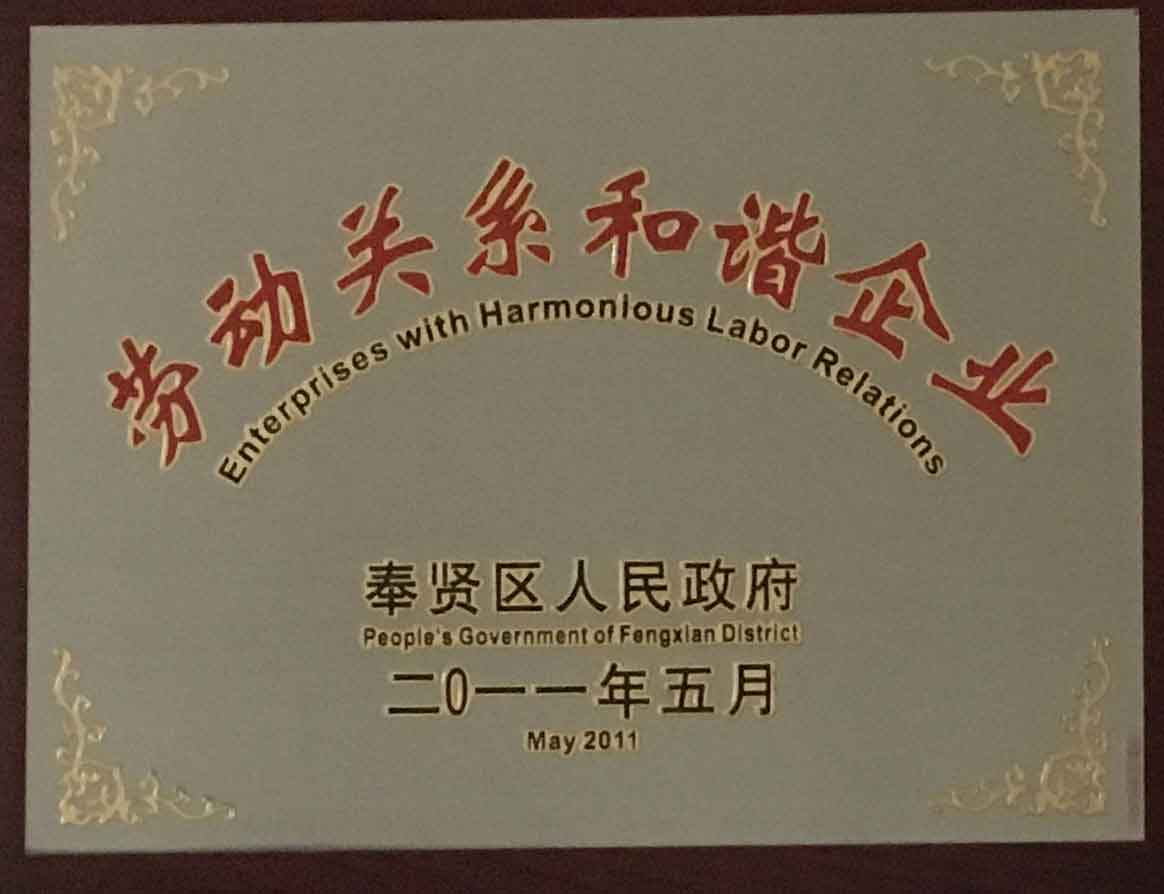 劳动关系和谐企业
Enterprises with Harmonious Labor Relations
奉贤区人民政府
People's Government of Fengxian District
二0一一年五月
May 2011